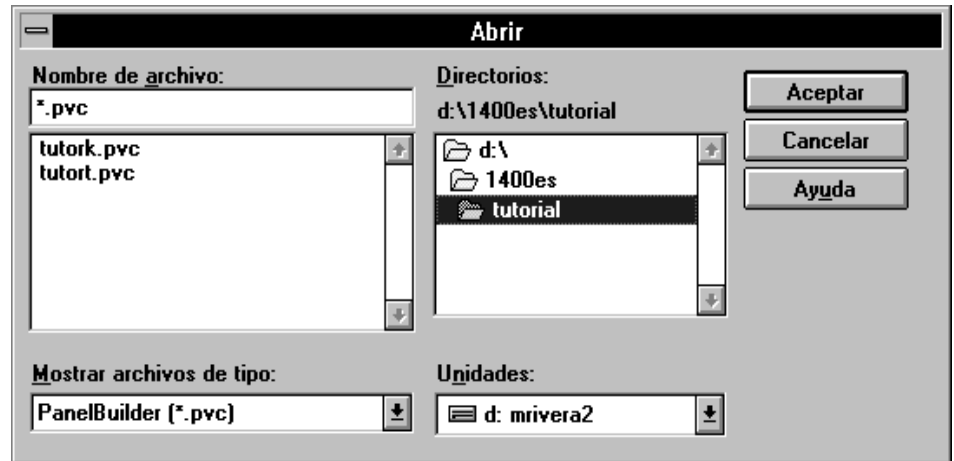 Abrir
Nombre de archivo:
*.pvc
tutork.pvc
tutort.pvc
Mostrar archivos de tipo:
PanelBuilder (*.pvc)
Directorios:
d:\1400es\tutorial
d:\
1400es
tutorial
Unidades:
d: mrivera2
Aceptar
Cancelar
Ayuda